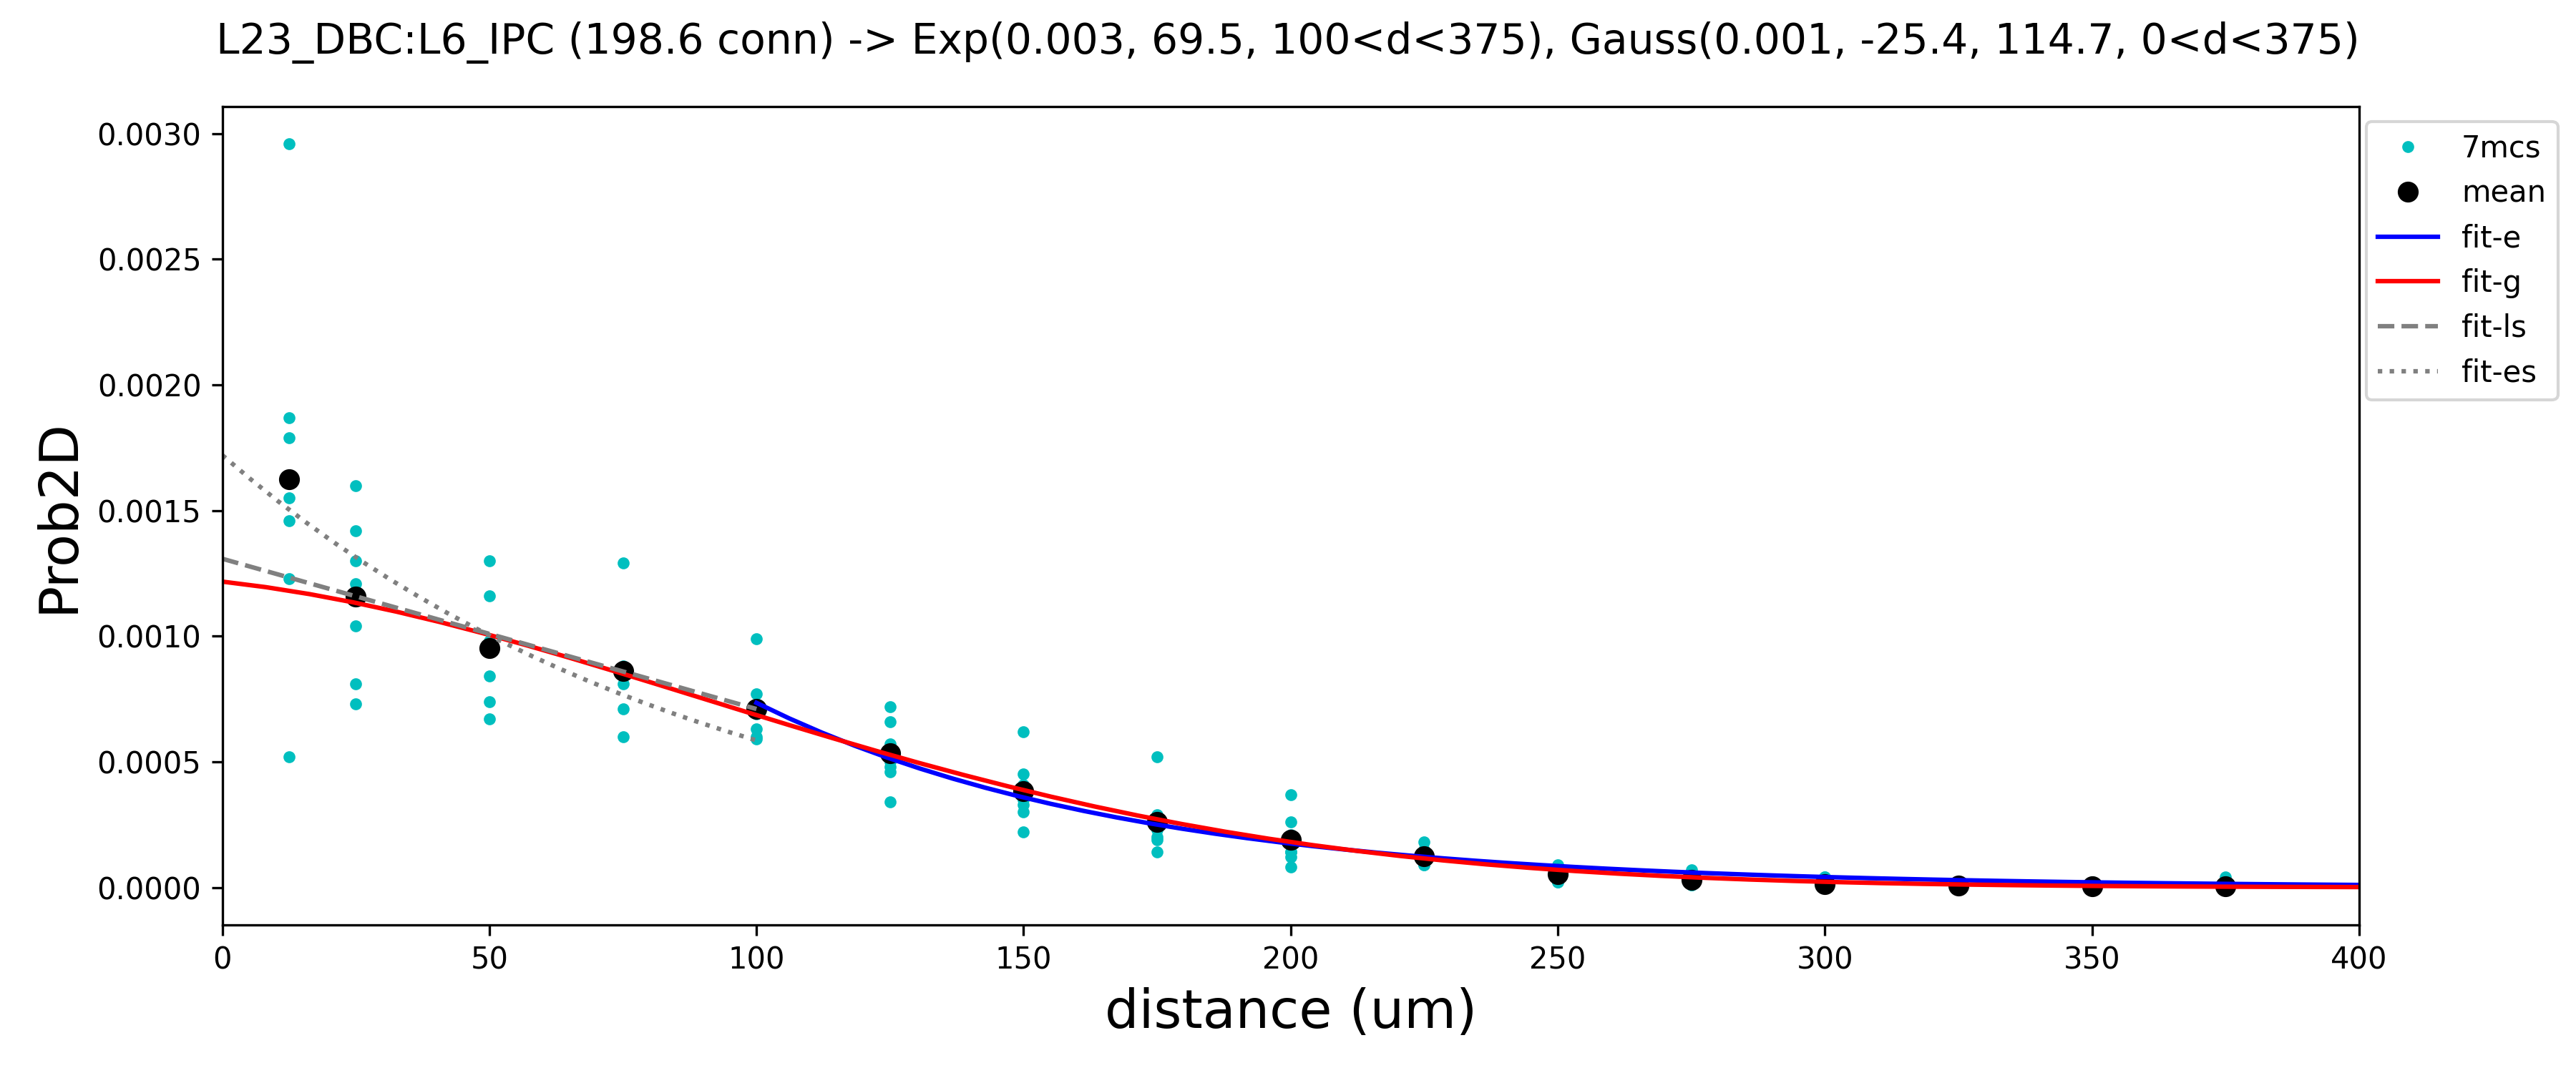 L23_DBC:L6_IPC (198.6 conn) -> Exp(0.003, 69.5, 100<d<375), Gauss(0.001, -25.4, 114.7, 0<d<375)
0.0030
0.0025
0.0020
0.0015
0.0010
0.0005
0.0000
Prob2D
0 50 100 150 200 250 300 350 400
distance (um)
7mcs
mean
fit-e
fit-g
fit-ls
fit-es